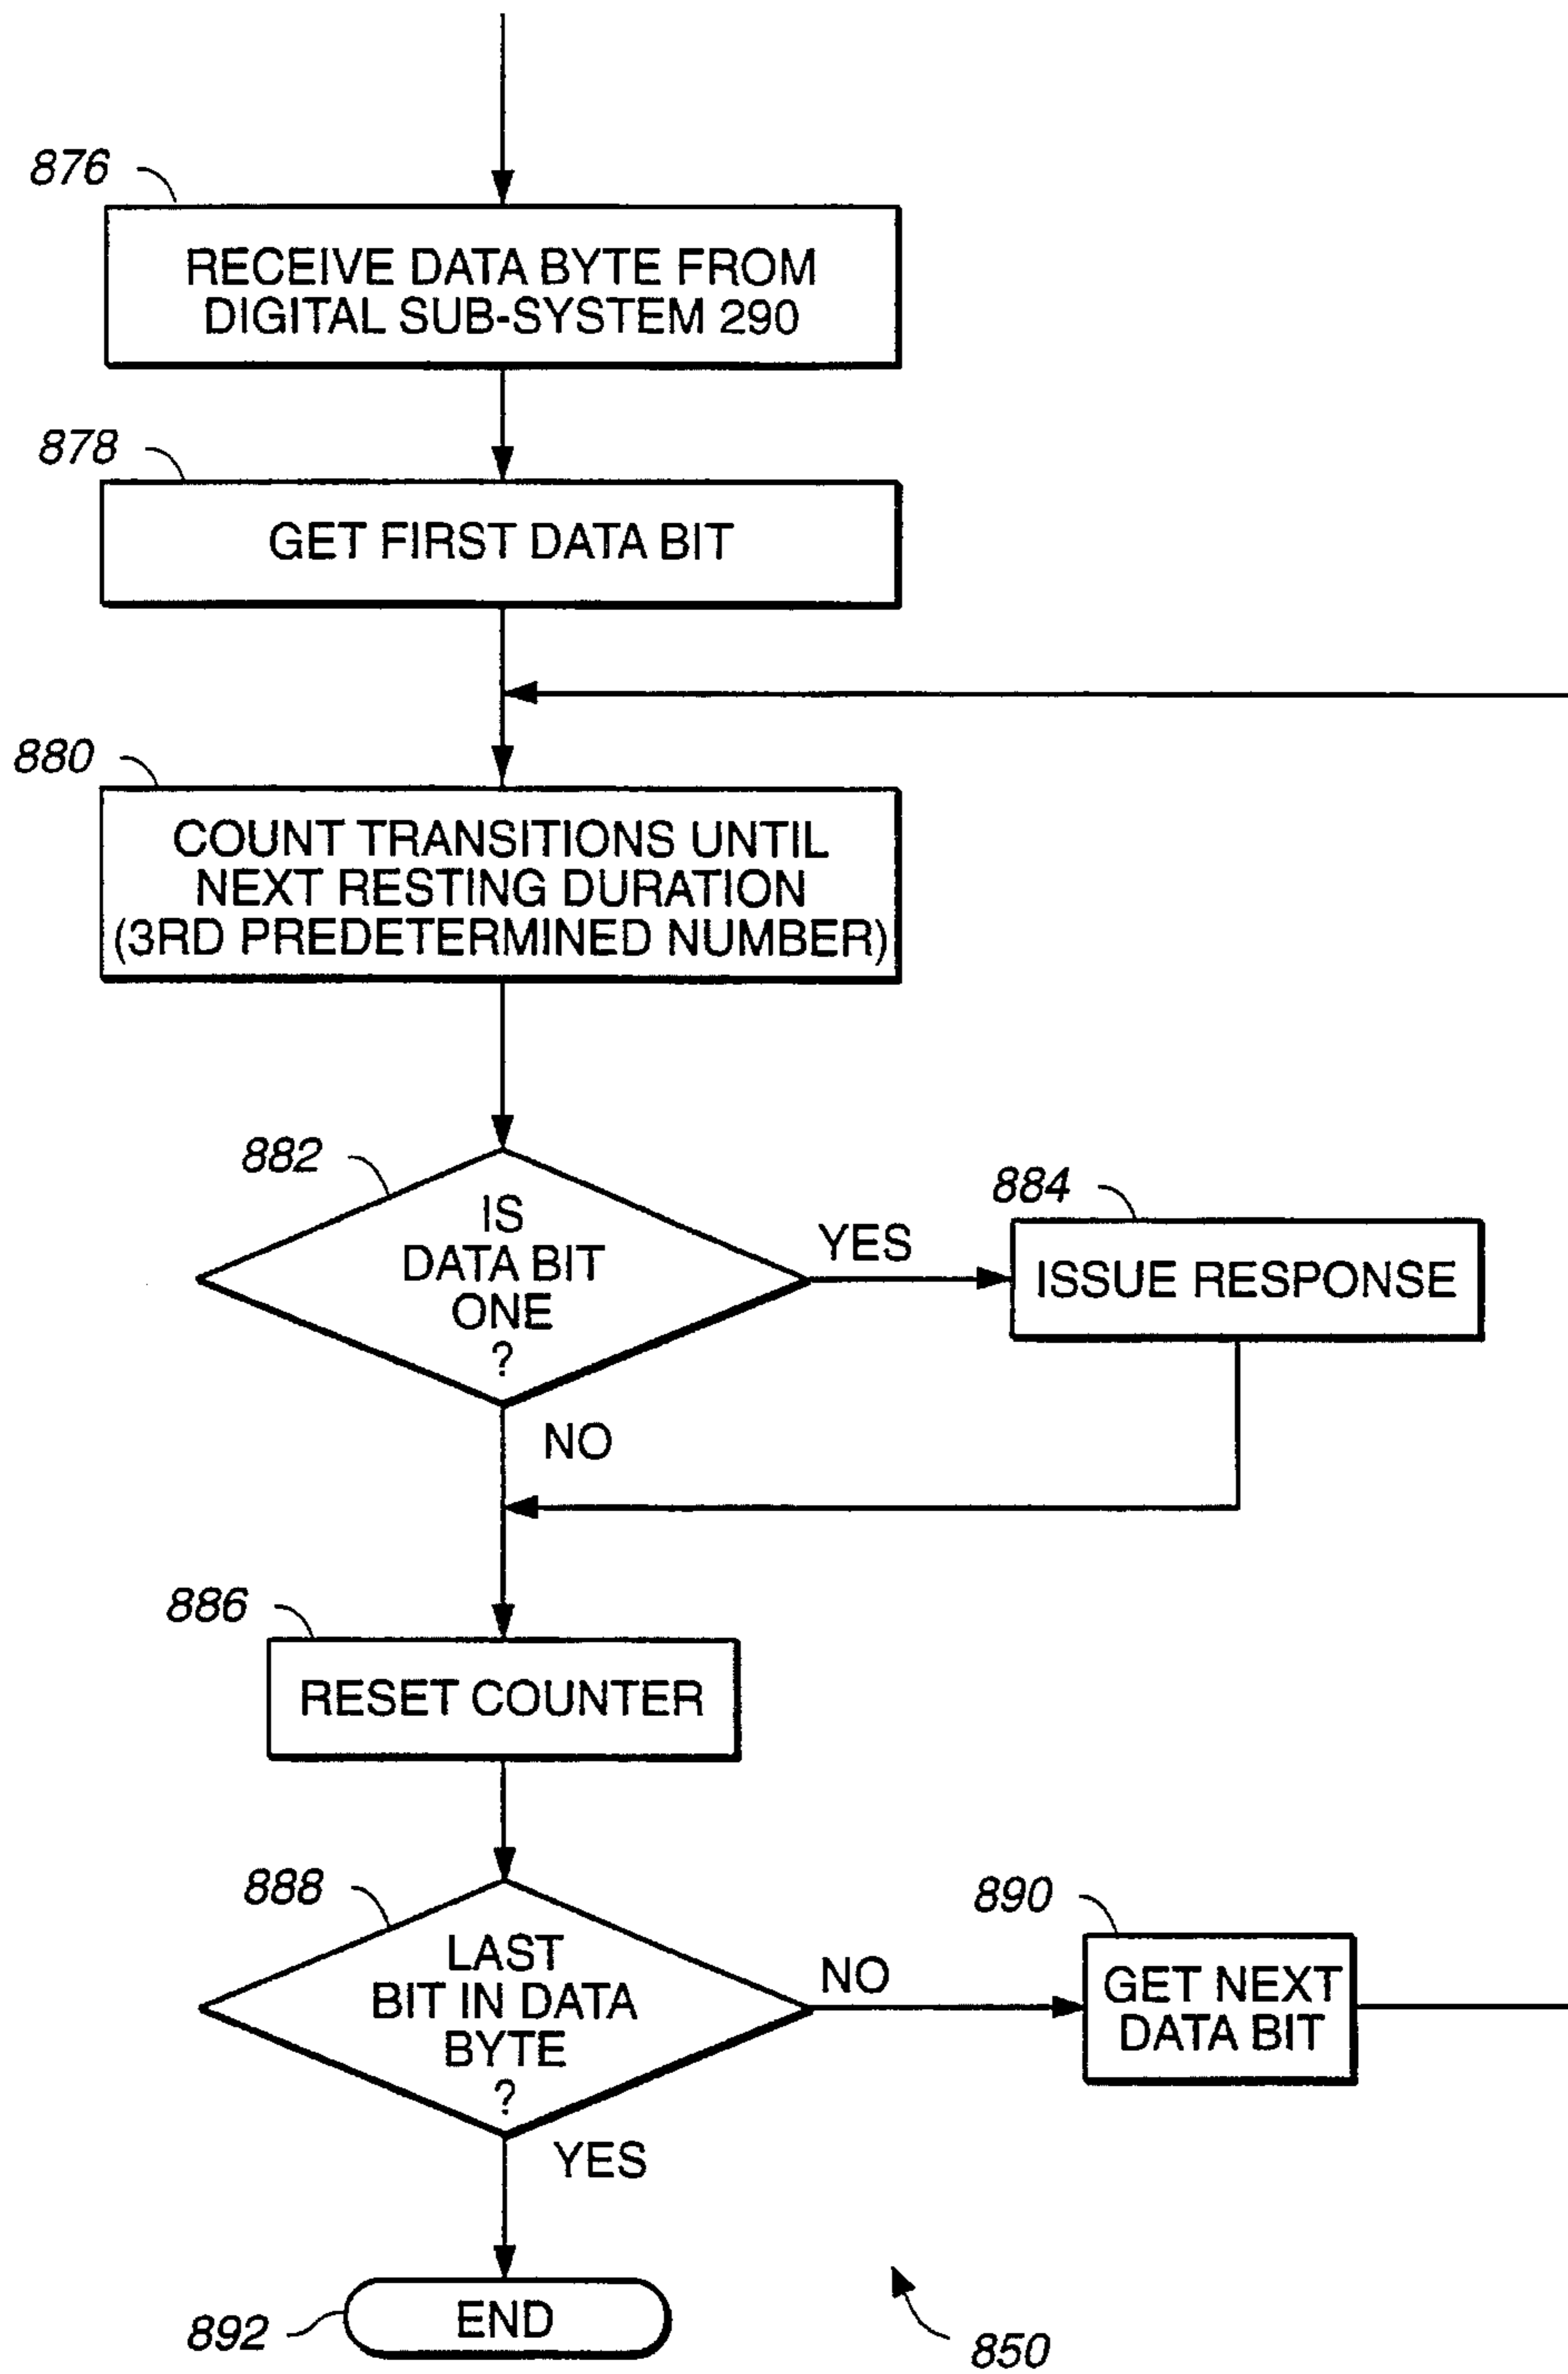 876
RECEIVE DATA BYTE FROM
DIGITAL SUB-SYSTEM 290
878
GET FIRST DATA BIT
880
COUNT TRANSITIONS UNTIL
NEXT RESTING DURATION
(3RD PREDETERMINED NUMBER)
882
IS
DATA BIT
ONE
?
YES
884
ISSUE RESPONSE
NO
886
RESET COUNTER
888
LAST
BIT IN DATA
BYTE
?
NO
890
GET NEXT
DATA BIT
YES
892
END
850